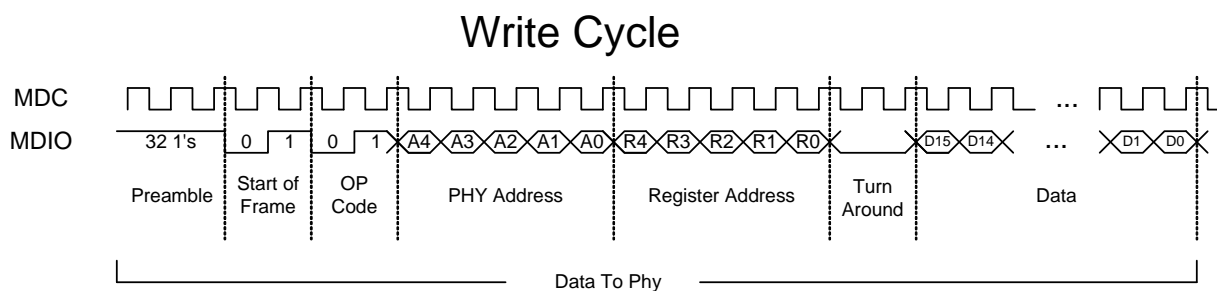 Write Cycle
MDC ...
MDIO 32 1's 0 1 0 1 A4 A3 A2 A1 A0 R4 R3 R2 R1 R0 D15 D14 ... D1 D0
Preamble Start of Frame OP Code PHY Address Register Address Turn Around Data
Data To Phy